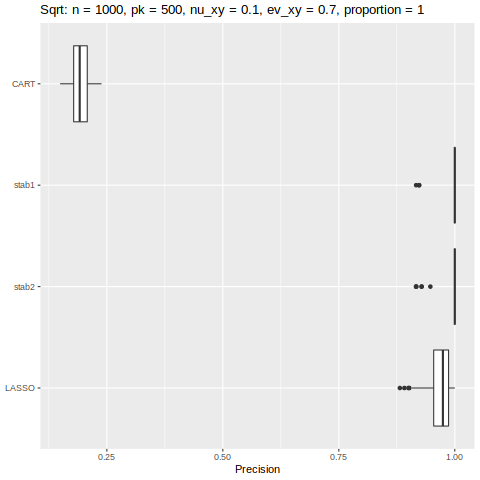 Sqrt: n = 1000, pk = 500, nu_xy = 0.1, ev_xy = 0.7, proportion = 1
CART
stab1
stab2
LASSO
0.25 0.50 0.75 1.00
Precision